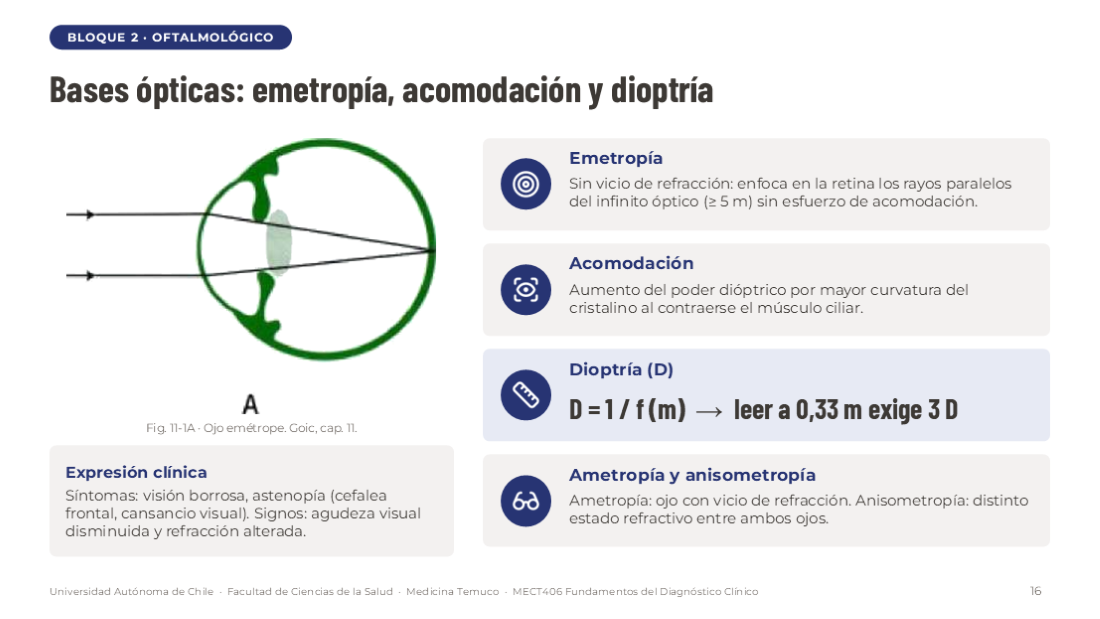 BLOQUE 2 · OFTALMOLÓGICO
Bases ópticas: emetropía, acomodación y dioptría
A
Fig. 11-1A · Ojo emétrope. Goic, cap. 11.
Expresión clínica
Síntomas: visión borrosa, astenopía (cefalea
frontal, cansancio visual). Signos: agudeza visual
disminuida y refracción alterada.
Emetropía
Sin vicio de refracción: enfoca en la retina los rayos paralelos
del infinito óptico (≥ 5 m) sin esfuerzo de acomodación.
Acomodación
Aumento del poder dióptrico por mayor curvatura del
cristalino al contraerse el músculo ciliar.
Dioptría (D)
D = 1 / f (m) → leer a 0,33 m exige 3 D
Ametropía y anisometropía
Ametropía: ojo con vicio de refracción. Anisometropía: distinto
estado refractivo entre ambos ojos.
Universidad Autónoma de Chile · Facultad de Ciencias de la Salud · Medicina Temuco · MECT406 Fundamentos del Diagnóstico Clínico
16